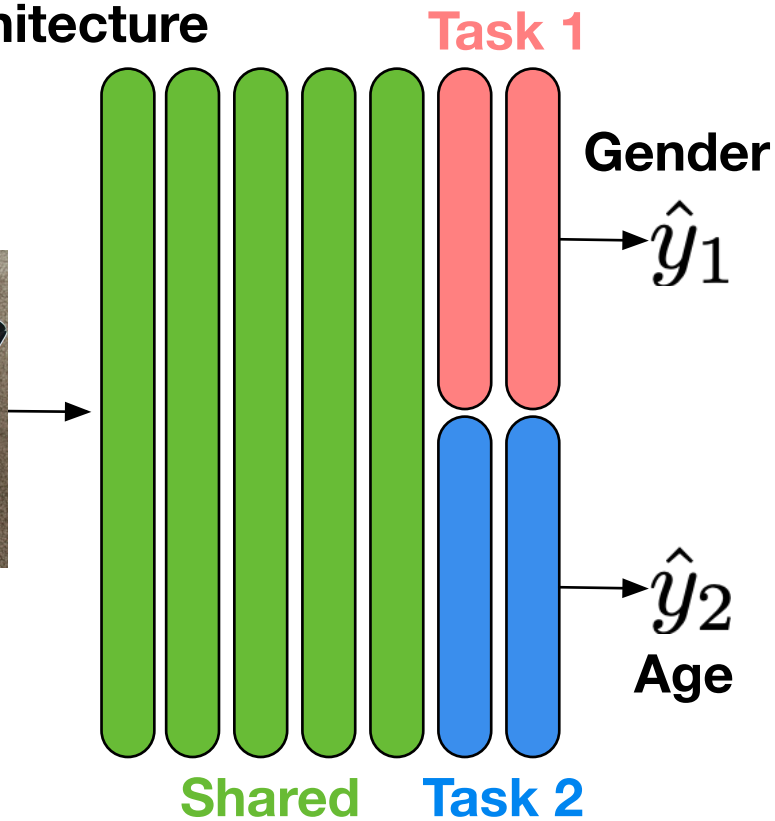 hitecture
Task 1
Gender
ŷ1
ŷ2
Age
Shared
Task 2